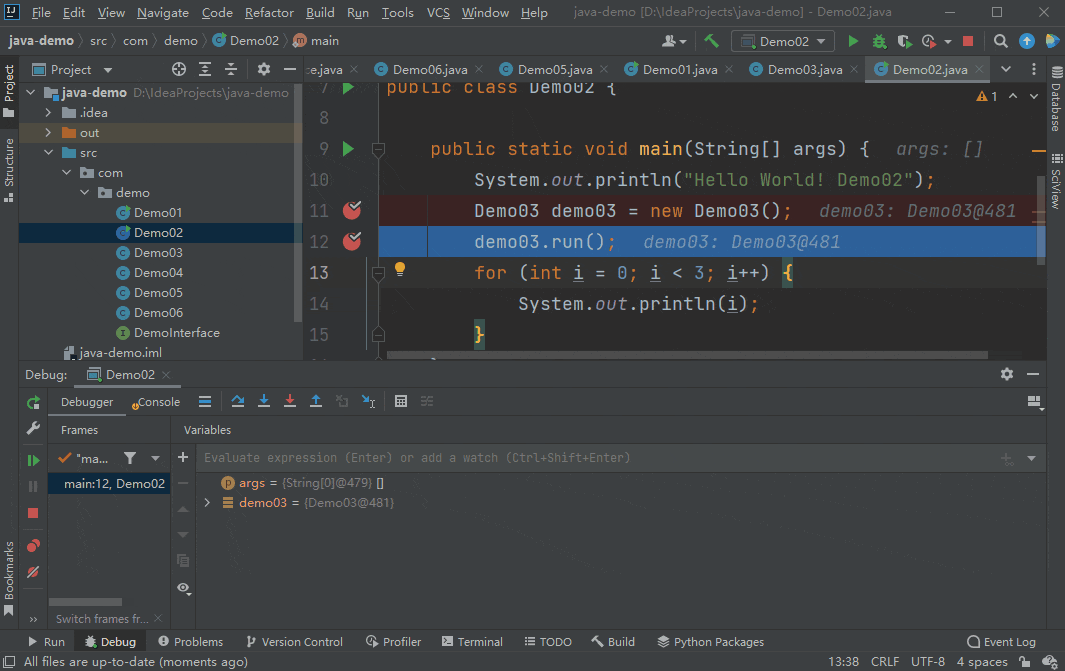 File Edit View Navigate Code Refactor Build Run Tools VCS Window Help java-demo [D:\IdeaProjects\java-demo] - Demo02.java
java-demo src com demo Demo02 main Demo02
Project
Structure
Bookmarks
Project
java-demo D:\IdeaProjects\java-demo
.idea
out
src
com
demo
Demo01
Demo02
Demo03
Demo04
Demo05
Demo06
DemoInterface
java-demo.iml
ce.java Demo06.java Demo05.java Demo01.java Demo03.java Demo02.java
1
7 public class Demo02 {
8
9 public static void main(String[] args) { args: []
10 System.out.println("Hello World! Demo02");
11 Demo03 demo03 = new Demo03(); demo03: Demo03@481
12 demo03.run(); demo03: Demo03@481
13 for (int i = 0; i < 3; i++) {
14 System.out.println(i);
15 }
Database
SciView
Debug: Demo02
Debugger Console
Frames Variables
"ma... Evaluate expression (Enter) or add a watch (Ctrl+Shift+Enter)
main:12, Demo02
args = {String[0]@479} []
demo03 = {Demo03@481}
Switch frames fr...
Run Debug Problems Version Control Profiler Terminal TODO Build Python Packages Event Log
All files are up-to-date (moments ago) 13:38 CRLF UTF-8 4 spaces